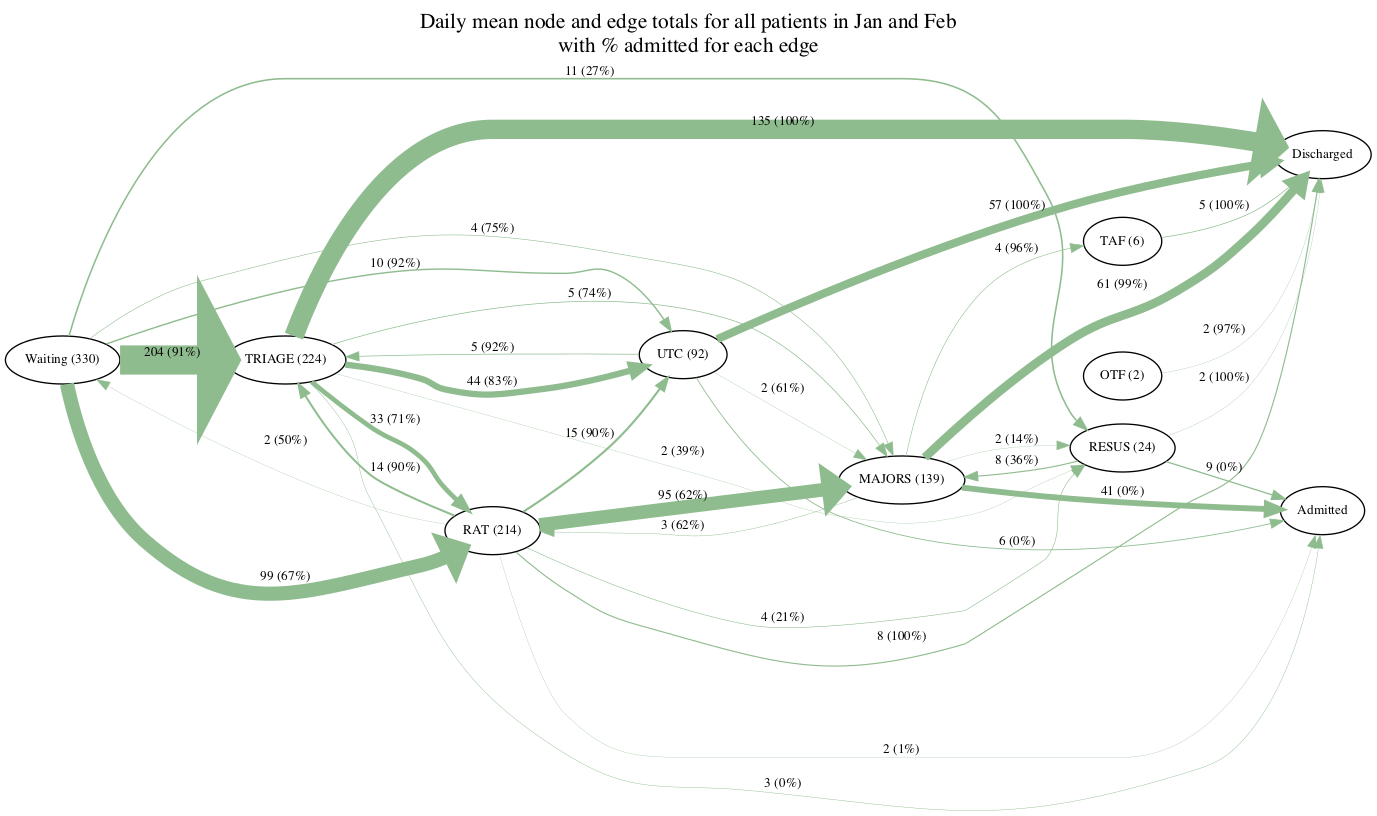 Daily mean node and edge totals for all patients in Jan and Feb
with % admitted for each edge
11 (27%)
135 (100%)
Discharged
57 (100%)
5 (100%)
4 (75%)
TAF (6)
4 (96%)
10 (92%)
61 (99%)
5 (74%)
2 (97%)
204 (91%)
5 (92%)
UTC (92)
Waiting (330)
TRIAGE (224)
44 (83%)
2 (61%)
OTF (2)
2 (100%)
33 (71%)
15 (90%)
2 (50%)
2 (14%)
RESUS (24)
2 (39%)
8 (36%)
14 (90%)
9 (0%)
MAJORS (139)
41 (0%)
95 (62%)
Admitted
3 (62%)
RAT (214)
6 (0%)
99 (67%)
4 (21%)
8 (100%)
2 (1%)
3 (0%)